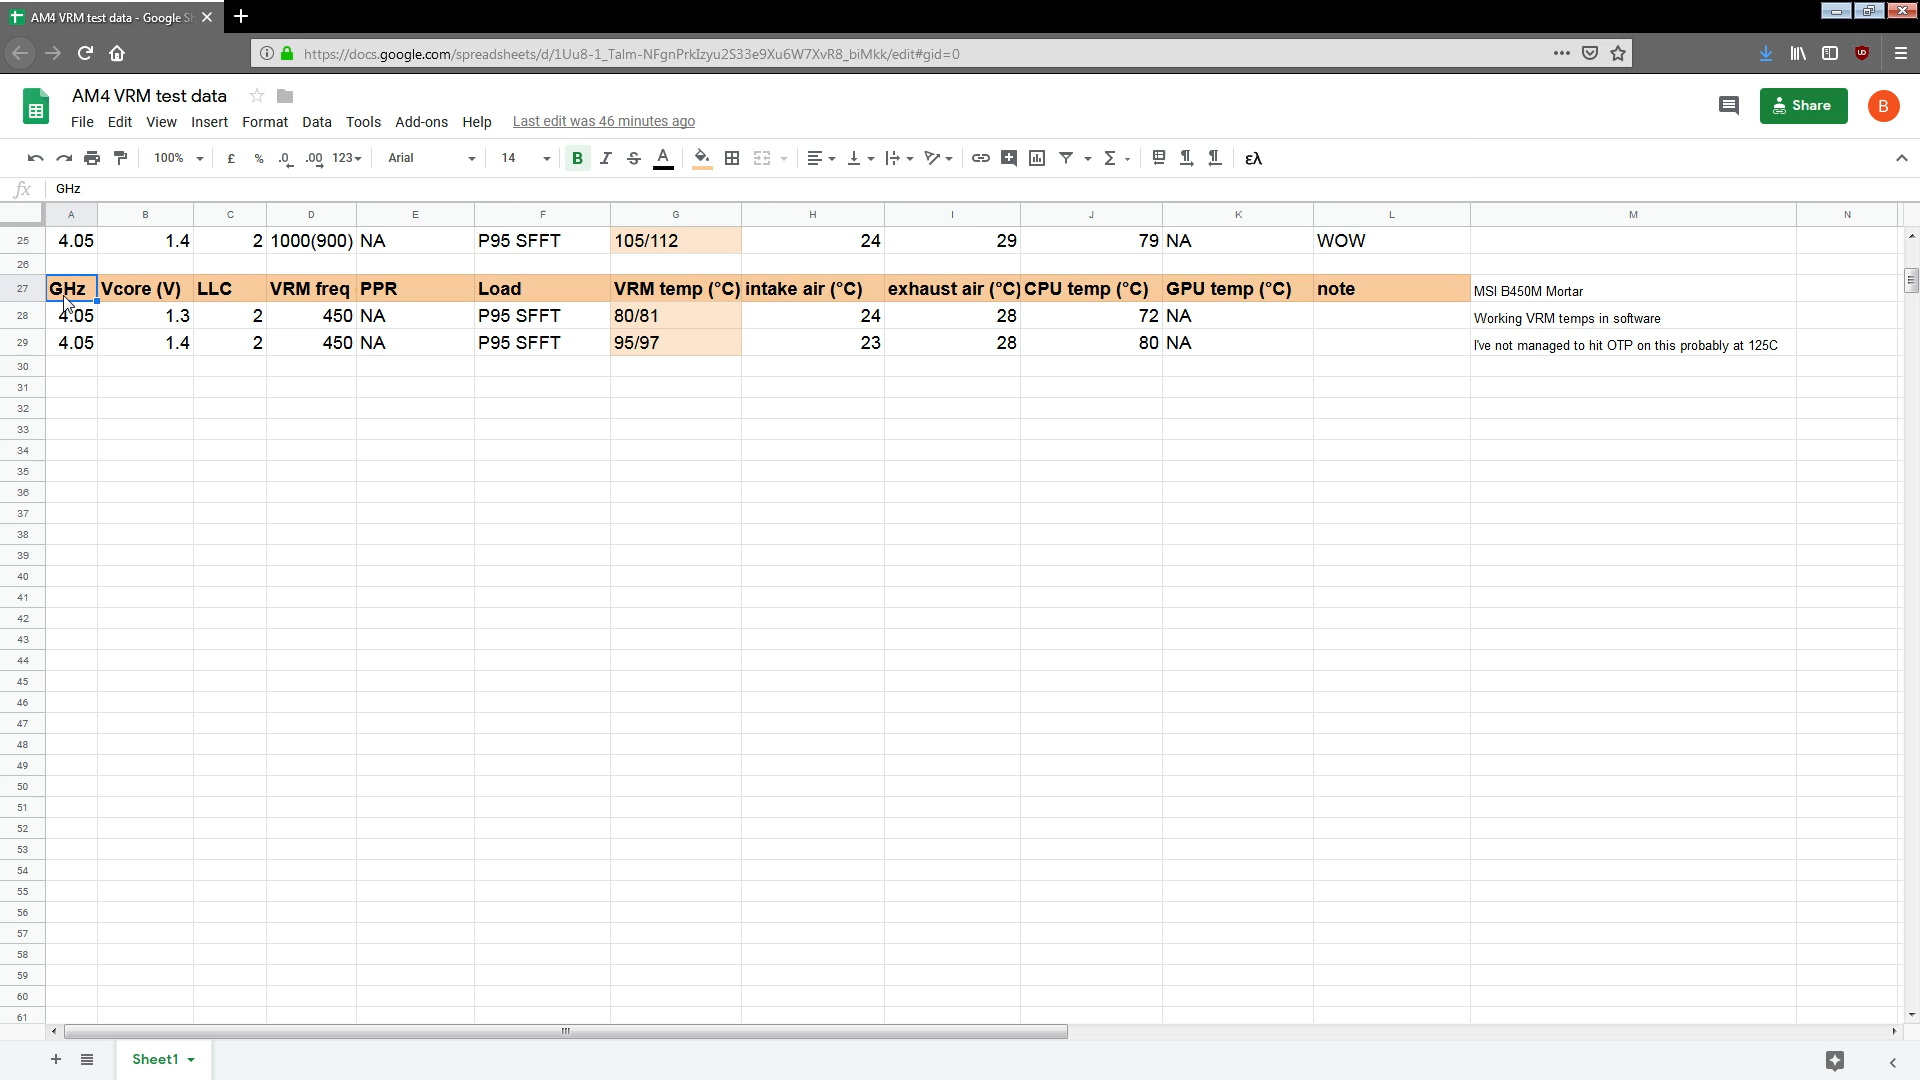 AM4 VRM test data - Google Sh
https://docs.google.com/spreadsheets/d/1Uu8-1_Talm-NFgnPrkIzyu2S33e9Xu6W7XvR8_biMkk/edit#gid=0
AM4 VRM test data
Share
B
File Edit View Insert Format Data Tools Add-ons Help Last edit was 46 minutes ago
100% £ % .0 .00 123 Arial 14 B I S A Σ ελ
fx GHz
A B C D E F G H I J K L M N
25 4.05 1.4 2 1000(900) NA P95 SFFT 105/112 24 29 79 NA WOW
26
27 GHz Vcore (V) LLC VRM freq PPR Load VRM temp (°C) intake air (°C) exhaust air (°C) CPU temp (°C) GPU temp (°C) note MSI B450M Mortar
28 4.05 1.3 2 450 NA P95 SFFT 80/81 24 28 72 NA Working VRM temps in software
29 4.05 1.4 2 450 NA P95 SFFT 95/97 23 28 80 NA I've not managed to hit OTP on this probably at 125C
30
31
32
33
34
35
36
37
38
39
40
41
42
43
44
45
46
47
48
49
50
51
52
53
54
55
56
57
58
59
60
61
Sheet1